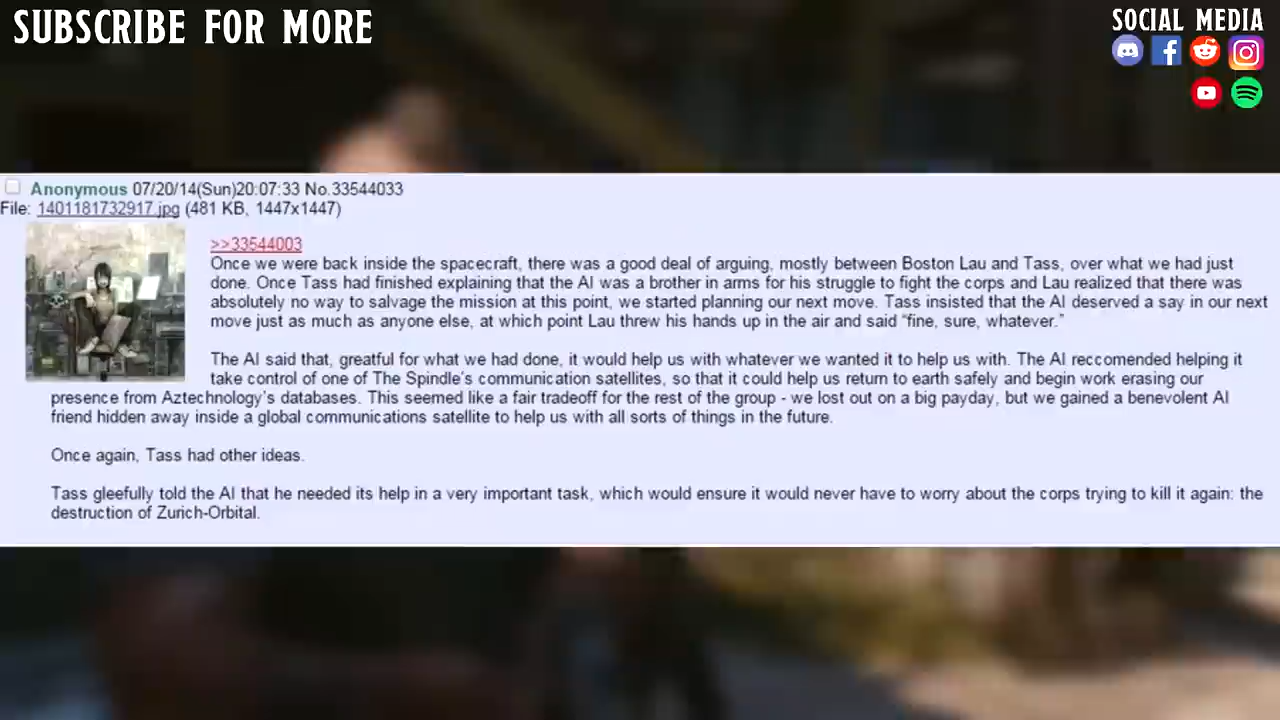 SUBSCRIBE FOR MORE
SOCIAL MEDIA
Anonymous 07/20/14(Sun)20:07:33 No.33544033
File: 1401181732917.jpg (481 KB, 1447x1447)
>>33544003
Once we were back inside the spacecraft, there was a good deal of arguing, mostly between Boston Lau and Tass, over what we had just
done. Once Tass had finished explaining that the AI was a brother in arms for his struggle to fight the corps and Lau realized that there was
absolutely no way to salvage the mission at this point, we started planning our next move. Tass insisted that the AI deserved a say in our next
move just as much as anyone else, at which point Lau threw his hands up in the air and said “fine, sure, whatever.”
The AI said that, greatful for what we had done, it would help us with whatever we wanted it to help us with. The AI reccomended helping it
take control of one of The Spindle's communication satellites, so that it could help us return to earth safely and begin work erasing our
presence from Aztechnology's databases. This seemed like a fair tradeoff for the rest of the group - we lost out on a big payday, but we gained a benevolent AI
friend hidden away inside a global communications satellite to help us with all sorts of things in the future.
Once again, Tass had other ideas.
Tass gleefully told the AI that he needed its help in a very important task, which would ensure it would never have to worry about the corps trying to kill it again: the
destruction of Zurich-Orbital.